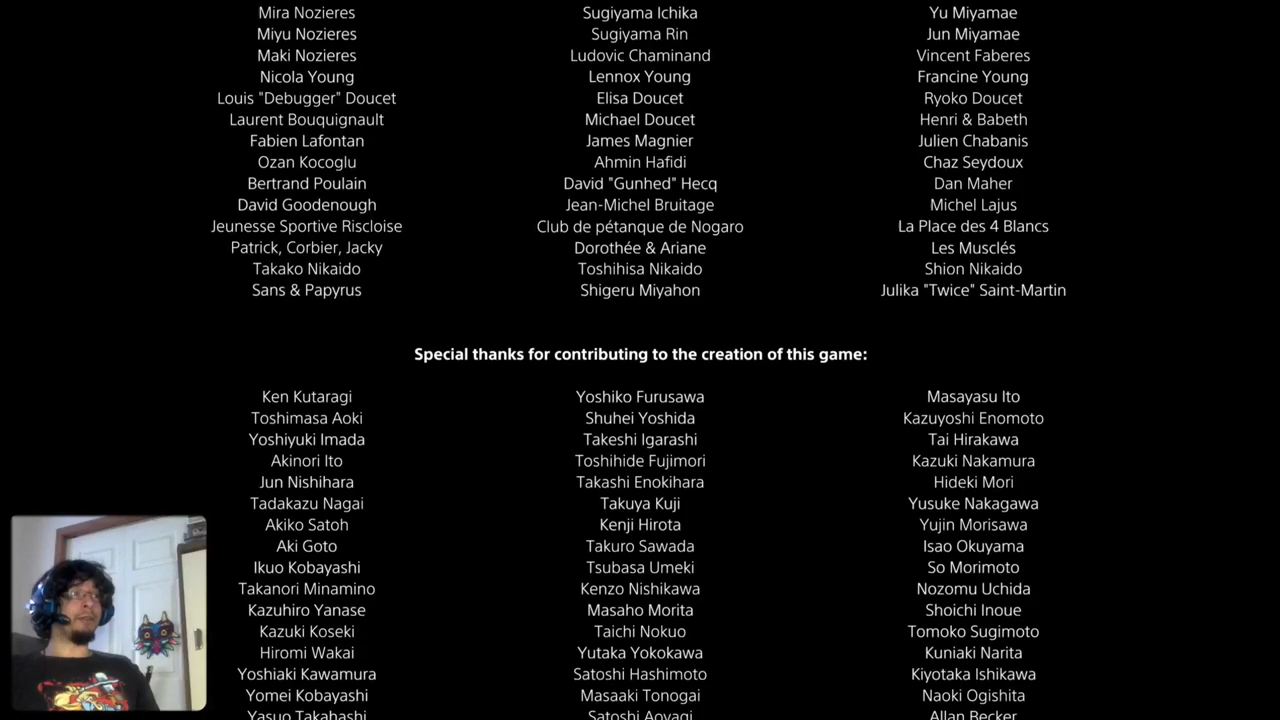 Mira Nozieres Sugiyama Ichika Yu Miyamae
Miyu Nozieres Sugiyama Rin Jun Miyamae
Maki Nozieres Ludovic Chaminand Vincent Faberes
Nicola Young Lennox Young Francine Young
Louis "Debugger" Doucet Elisa Doucet Ryoko Doucet
Laurent Bouquignault Michael Doucet Henri & Babeth
Fabien Lafontan James Magnier Julien Chabanis
Ozan Kocoglu Ahmin Hafidi Chaz Seydoux
Bertrand Poulain David "Gunhed" Hecq Dan Maher
David Goodenough Jean-Michel Bruitage Michel Lajus
Jeunesse Sportive Riscloise Club de pétanque de Nogaro La Place des 4 Blancs
Patrick, Corbier, Jacky Dorothée & Ariane Les Musclés
Takako Nikaido Toshihisa Nikaido Shion Nikaido
Sans & Papyrus Shigeru Miyahon Julika "Twice" Saint-Martin
Special thanks for contributing to the creation of this game:
Ken Kutaragi Yoshiko Furusawa Masayasu Ito
Toshimasa Aoki Shuhei Yoshida Kazuyoshi Enomoto
Yoshiyuki Imada Takeshi Igarashi Tai Hirakawa
Akinori Ito Toshihide Fujimori Kazuki Nakamura
Jun Nishihara Takashi Enokihara Hideki Mori
Tadakazu Nagai Takuya Kuji Yusuke Nakagawa
Akiko Satoh Kenji Hirota Yujin Morisawa
Aki Goto Takuro Sawada Isao Okuyama
Ikuo Kobayashi Tsubasa Umeki So Morimoto
Takanori Minamino Kenzo Nishikawa Nozomu Uchida
Kazuhiro Yanase Masaho Morita Shoichi Inoue
Kazuki Koseki Taichi Nokuo Tomoko Sugimoto
Hiromi Wakai Yutaka Yokokawa Kuniaki Narita
Yoshiaki Kawamura Satoshi Hashimoto Kiyotaka Ishikawa
Yomei Kobayashi Masaaki Tonogai Naoki Ogishita
Yasuo Takahashi Satoshi Aoyagi Allan Becker